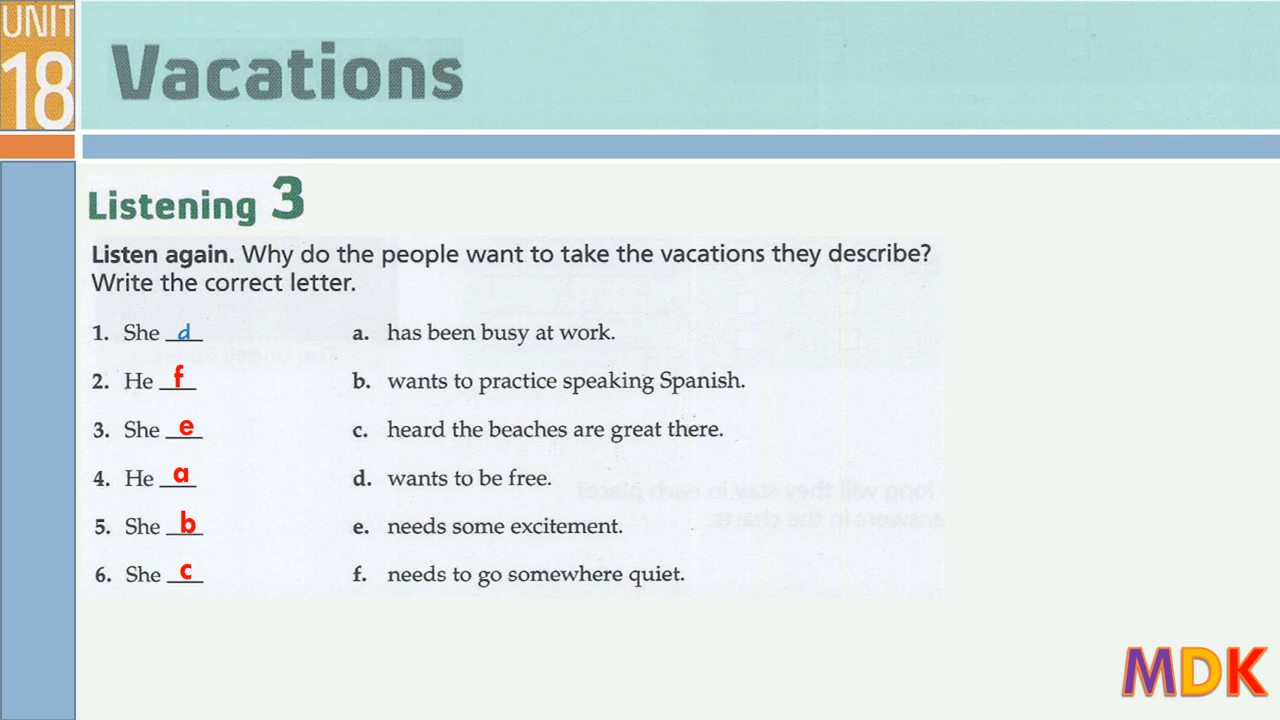 UNIT
18
Vacations
Listening 3
Listen again. Why do the people want to take the vacations they describe?
Write the correct letter.
1. She d
2. He f
3. She e
4. He a
5. She b
6. She c
a. has been busy at work.
b. wants to practice speaking Spanish.
c. heard the beaches are great there.
d. wants to be free.
e. needs some excitement.
f. needs to go somewhere quiet.
MDK